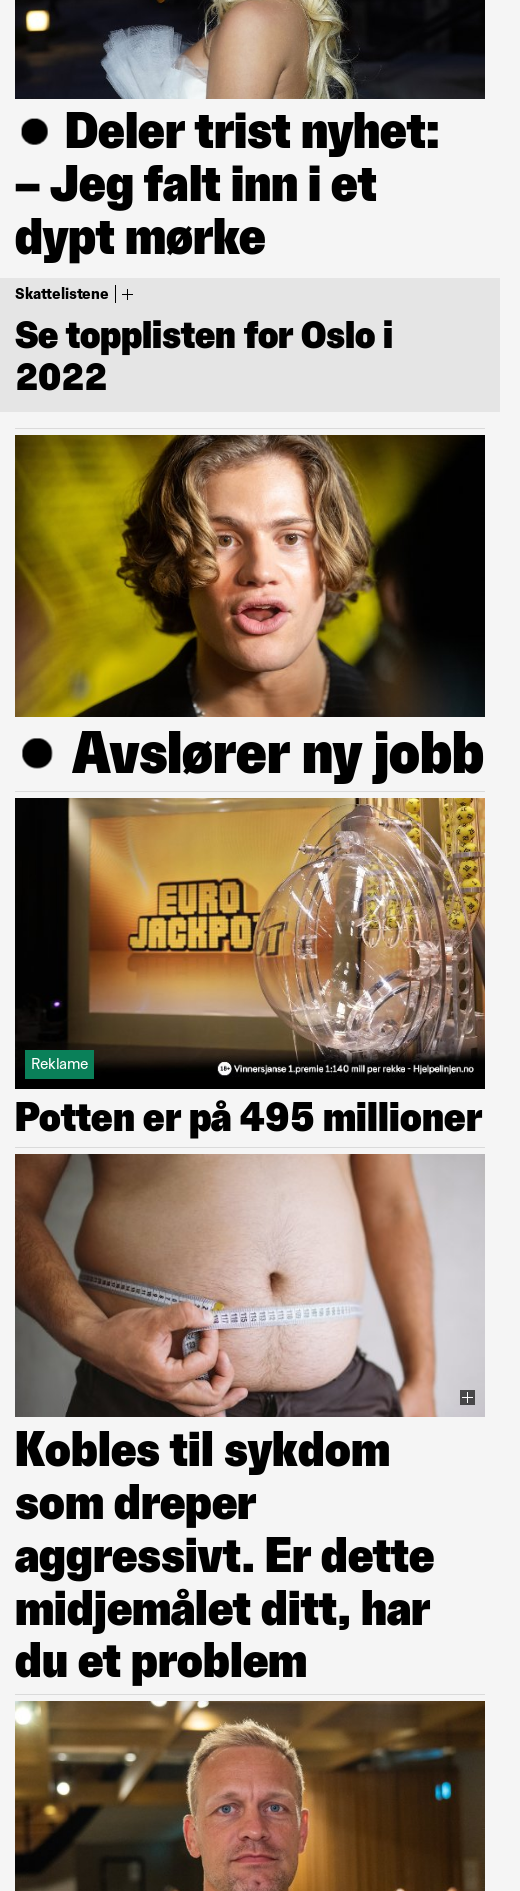 ● Deler trist nyhet:
– Jeg falt inn i et
dypt mørke
Skattelistene | +
Se topplisten for Oslo i
2022
● Avslører ny jobb
EURO
JACKPOT
Reklame
18+ Vinnersjanse 1.premie 1:140 mill per rekke - Hjelpelinjen.no
Potten er på 495 millioner
Kobles til sykdom
som dreper
aggressivt. Er dette
midjemålet ditt, har
du et problem